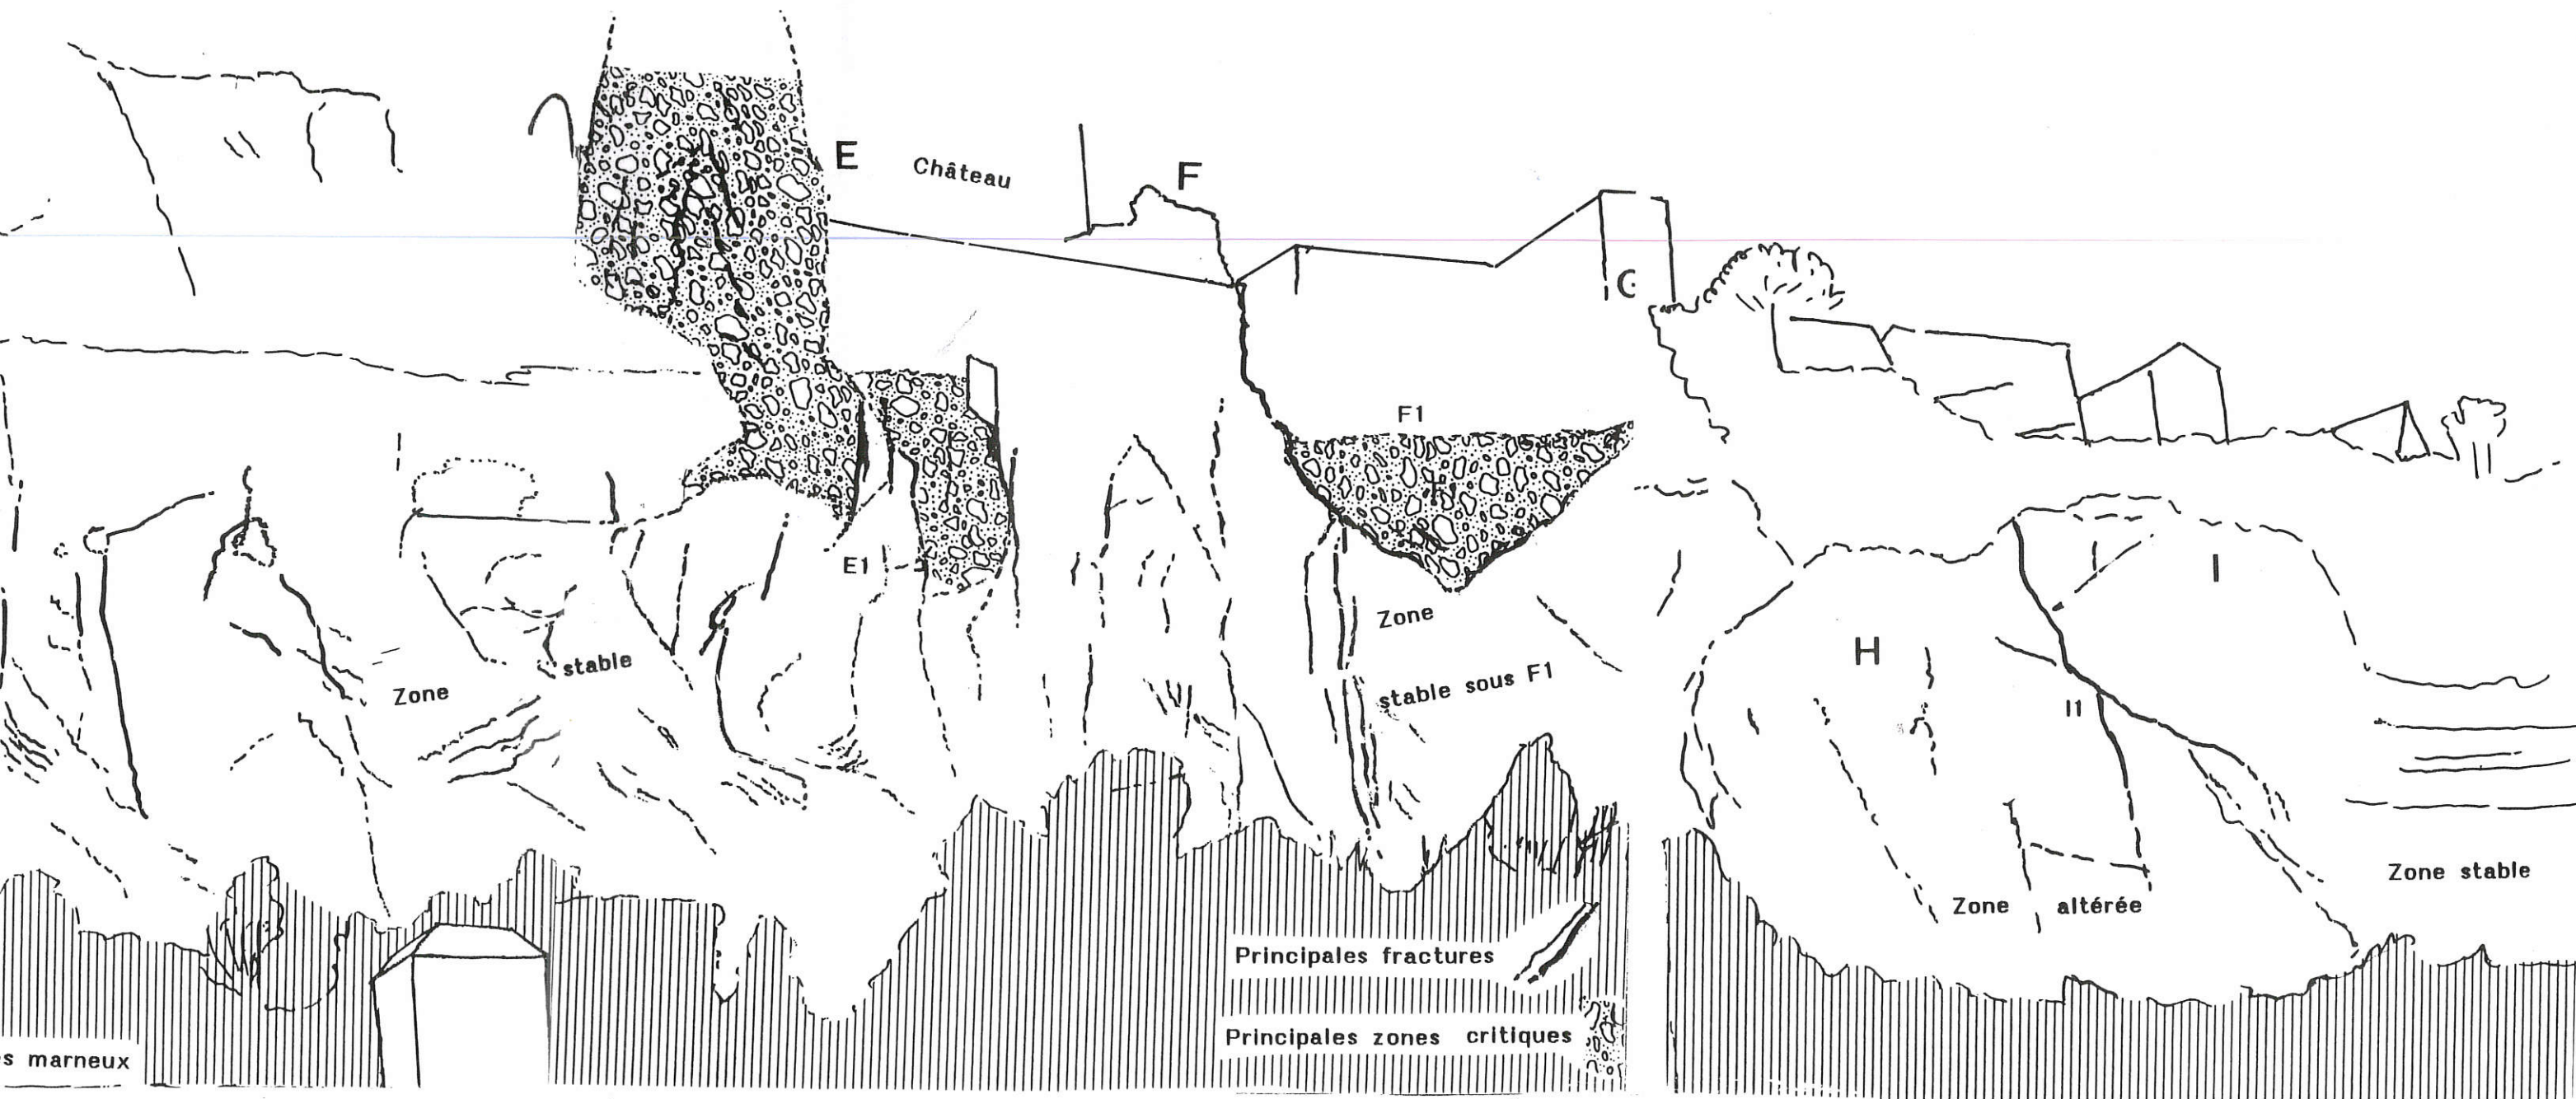 E
Château
F
C
F1
E1
Zone
stable sous F1
Zone stable
H
I
I1
Zone altérée
Zone stable
Principales fractures
Principales zones critiques
s marneux